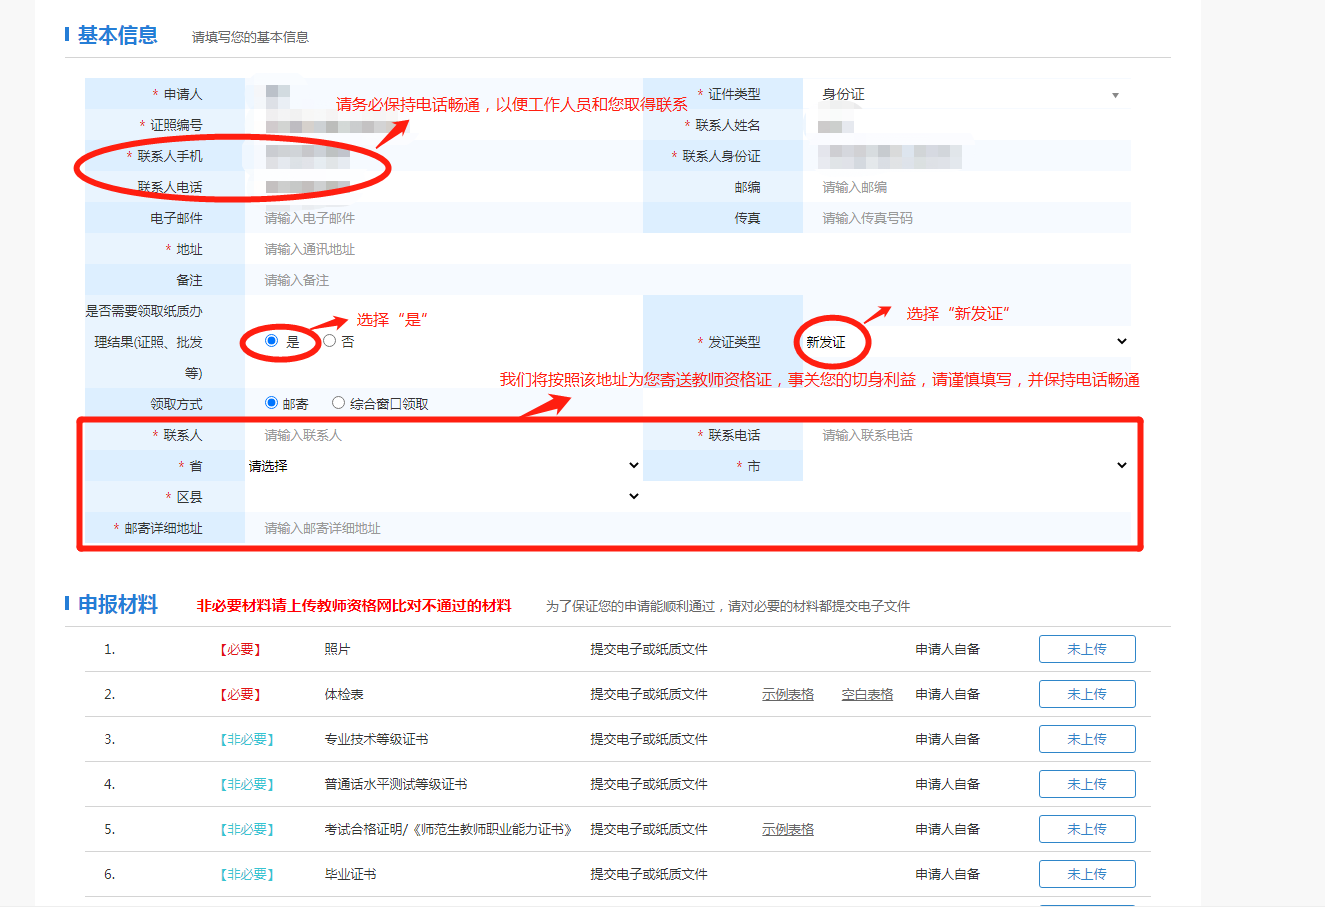 基本信息 请填写您的基本信息
* 申请人 * 证件类型 身份证
请务必保持电话畅通，以便工作人员和您取得联系
* 证照编号 * 联系人姓名
* 联系人手机 * 联系人身份证
联系人电话 邮编 请输入邮编
电子邮件 请输入电子邮件 传真 请输入传真号码
* 地址 请输入通讯地址
备注 请输入备注
是否需要领取纸质办
理结果(证照、批发
等)
选择“是”
是 否
选择“新发证”
* 发证类型 新发证
我们将按照该地址为您寄送教师资格证，事关您的切身利益，请谨慎填写，并保持电话畅通
领取方式 邮寄 综合窗口领取
* 联系人 请输入联系人 * 联系电话 请输入联系电话
* 省 请选择 * 市
* 区县
* 邮寄详细地址 请输入邮寄详细地址
申报材料 非必要材料请上传教师资格网比对不通过的材料 为了保证您的申请能顺利通过，请对必要的材料都提交电子文件
1. 【必要】 照片 提交电子或纸质文件 申请人自备 未上传
2. 【必要】 体检表 提交电子或纸质文件 示例表格 空白表格 申请人自备 未上传
3. 【非必要】 专业技术等级证书 提交电子或纸质文件 申请人自备 未上传
4. 【非必要】 普通话水平测试等级证书 提交电子或纸质文件 申请人自备 未上传
5. 【非必要】 考试合格证明/《师范生教师职业能力证书》 提交电子或纸质文件 示例表格 申请人自备 未上传
6. 【非必要】 毕业证书 提交电子或纸质文件 申请人自备 未上传